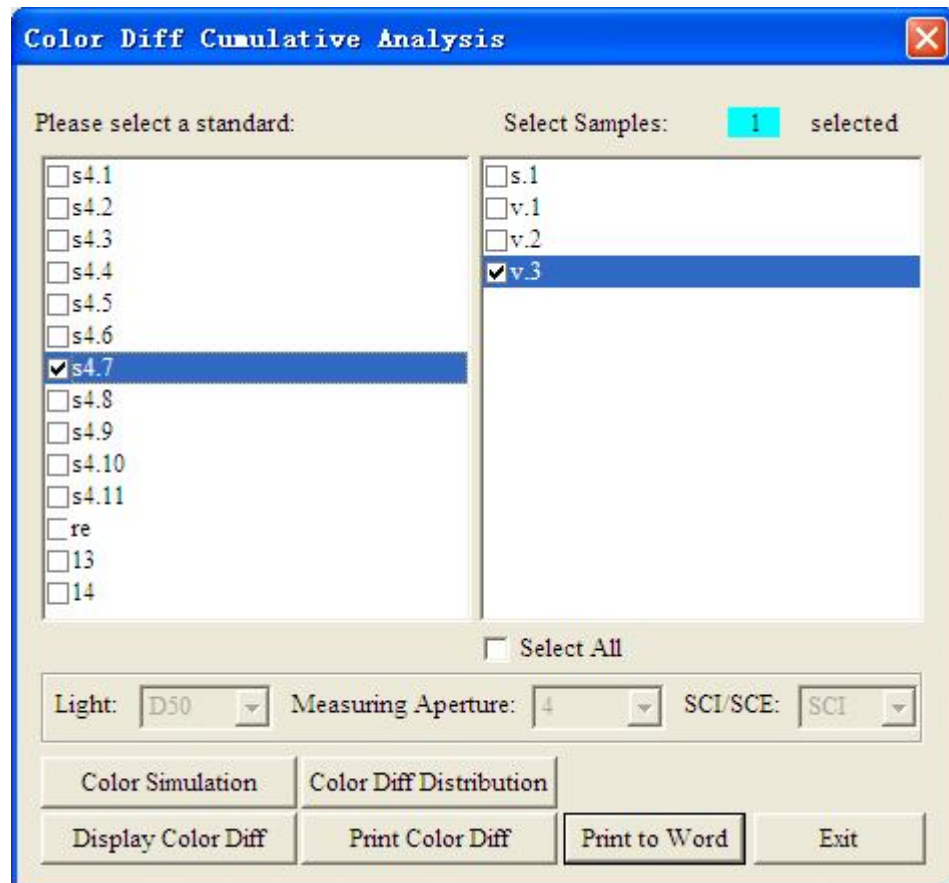 Color Diff Cumulative Analysis
Please select a standard:
Select Samples: 1 selected
s4.1
s4.2
s4.3
s4.4
s4.5
s4.6
s4.7
s4.8
s4.9
s4.10
s4.11
re
13
14
s.1
v.1
v.2
v.3
Select All
Light: D50 Measuring Aperture: 4 SCI/SCE: SCI
Color Simulation Color Diff Distribution
Display Color Diff Print Color Diff Print to Word Exit